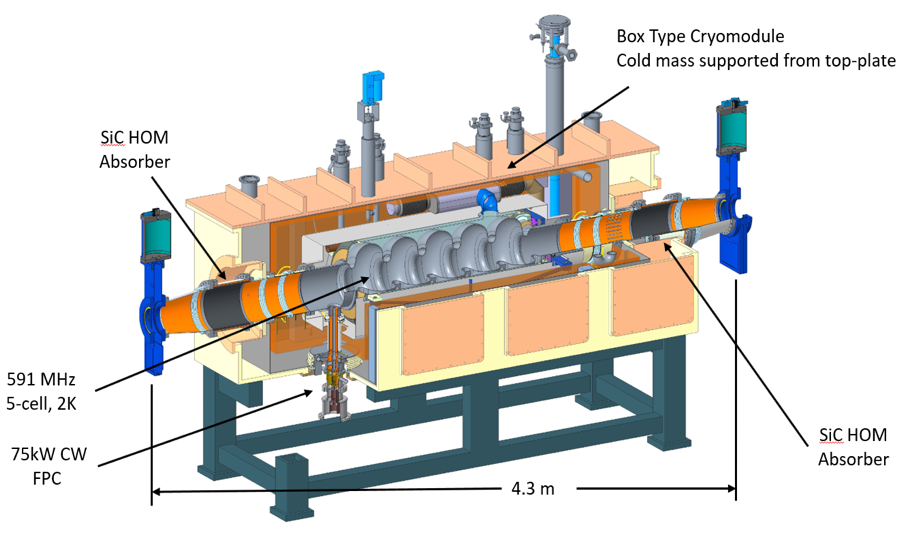 Box Type Cryomodule
Cold mass supported from top-plate
SiC HOM
Absorber
591 MHz
5-cell, 2K
75kW CW
FPC
SiC HOM
Absorber
4.3 m